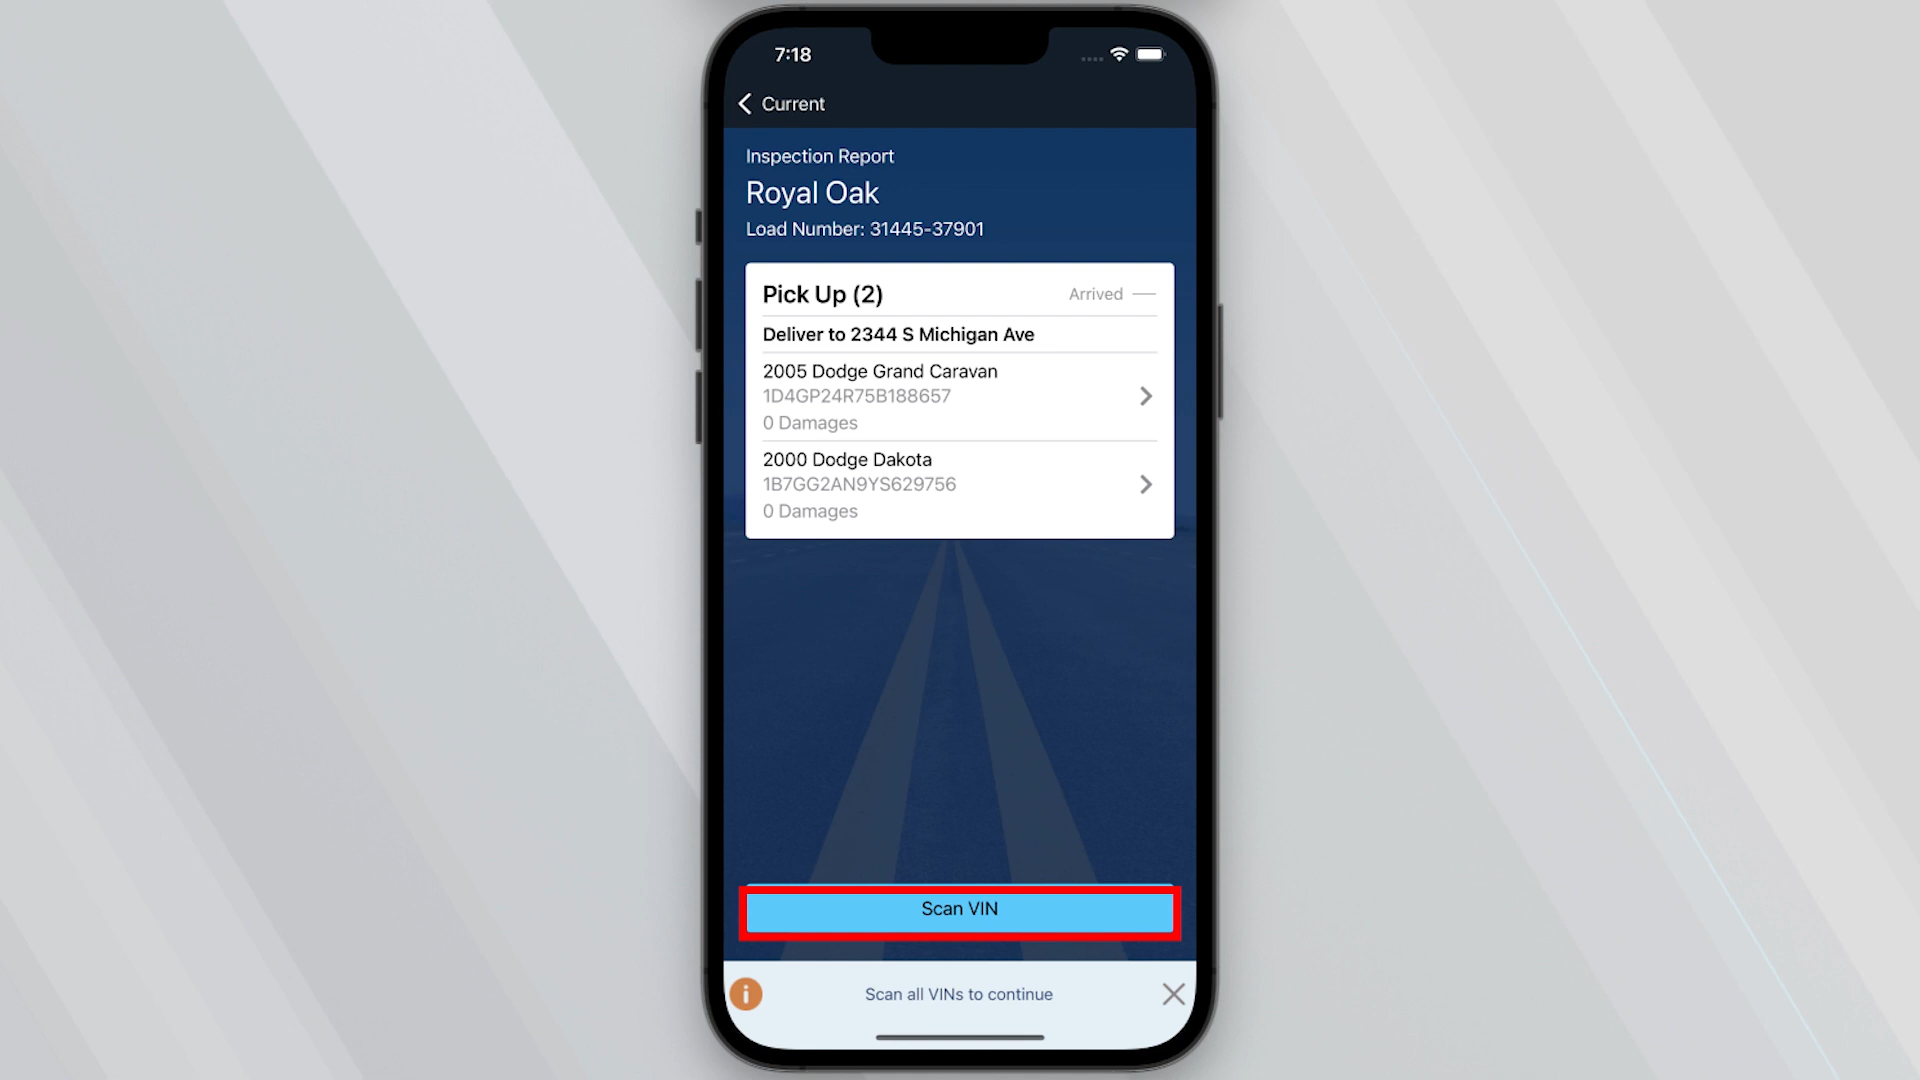 7:18
Current
Inspection Report
Royal Oak
Load Number: 31445-37901
Pick Up (2)
Arrived
Deliver to 2344 S Michigan Ave
2005 Dodge Grand Caravan
1D4GP24R75B188657
0 Damages
2000 Dodge Dakota
1B7GG2AN9YS629756
0 Damages
Scan VIN
i
Scan all VINs to continue